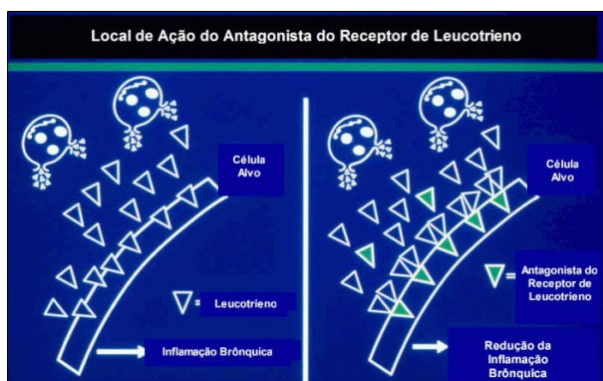 Local de Ação do Antagonista do Receptor de Leucotrieno
Célula
Alvo
= Leucotrieno
Inflamação Brônquica
Célula
Alvo
= Antagonista do
Receptor de
Leucotrieno
Redução da
Inflamação
Brônquica